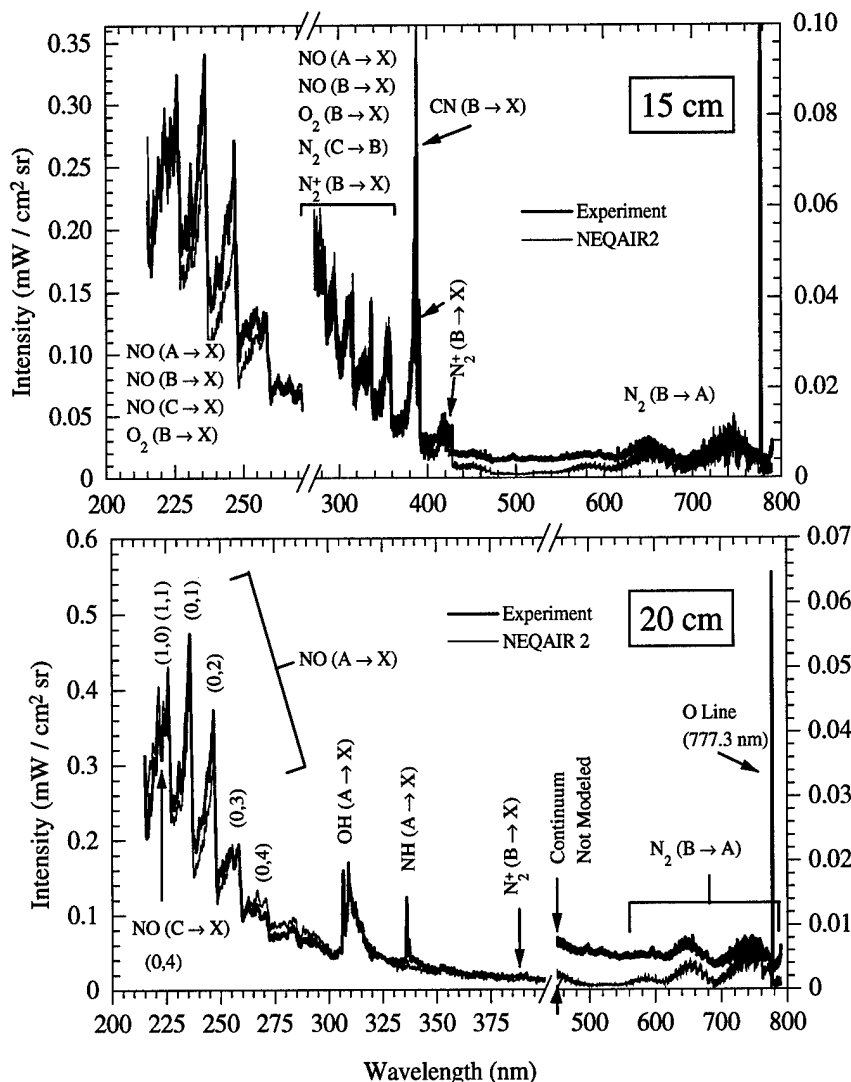 0.35
0.30
0.25
0.20
0.15
0.10
0.05
0
0.10
0.08
0.06
0.04
0.02
0
Intensity (mW / cm² sr)
NO (A → X)
NO (B → X)
O₂ (B → X)
N₂ (C → B)
N₂⁺ (B → X)
CN (B → X)
15 cm
Experiment
NEQAIR2
N₂⁺ (B → X)
N₂ (B → A)
NO (A → X)
NO (B → X)
NO (C → X)
O₂ (B → X)
200 225 250 300 400 500 600 700 800
0.6
0.5
0.4
0.3
0.2
0.1
0
0.07
0.06
0.05
0.04
0.03
0.02
0.01
0
Intensity (mW / cm² sr)
(1,0) (1,1)
(0,1)
(0,2)
(0,3)
(0,4)
NO (A → X)
Experiment
NEQAIR 2
20 cm
O Line
(777.3 nm)
OH (A → X)
NH (A → X)
N₂⁺ (B → X)
Continuum
Not Modeled
N₂ (B → A)
NO (C → X)
(0,4)
200 225 250 275 300 325 350 375 500 600 700 800
Wavelength (nm)